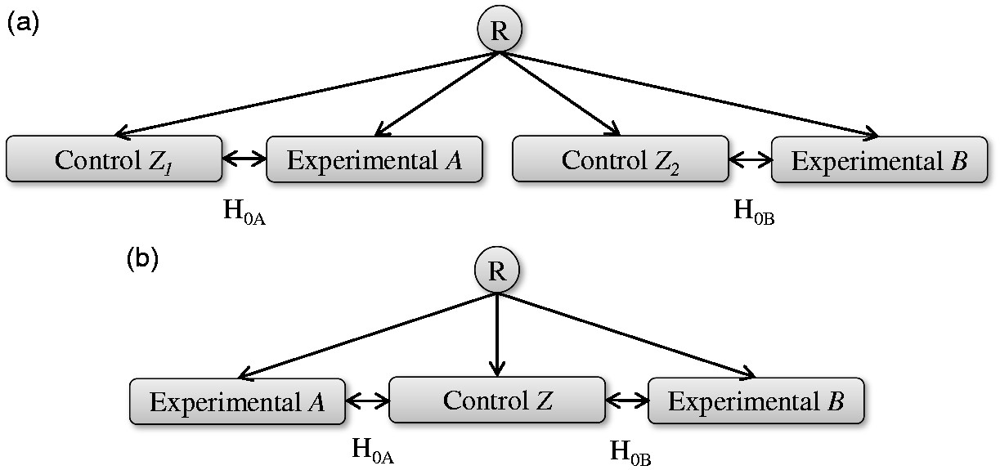 (a)
R
Control Z1 Experimental A Control Z2 Experimental B
H0A H0B
(b)
R
Experimental A Control Z Experimental B
H0A H0B